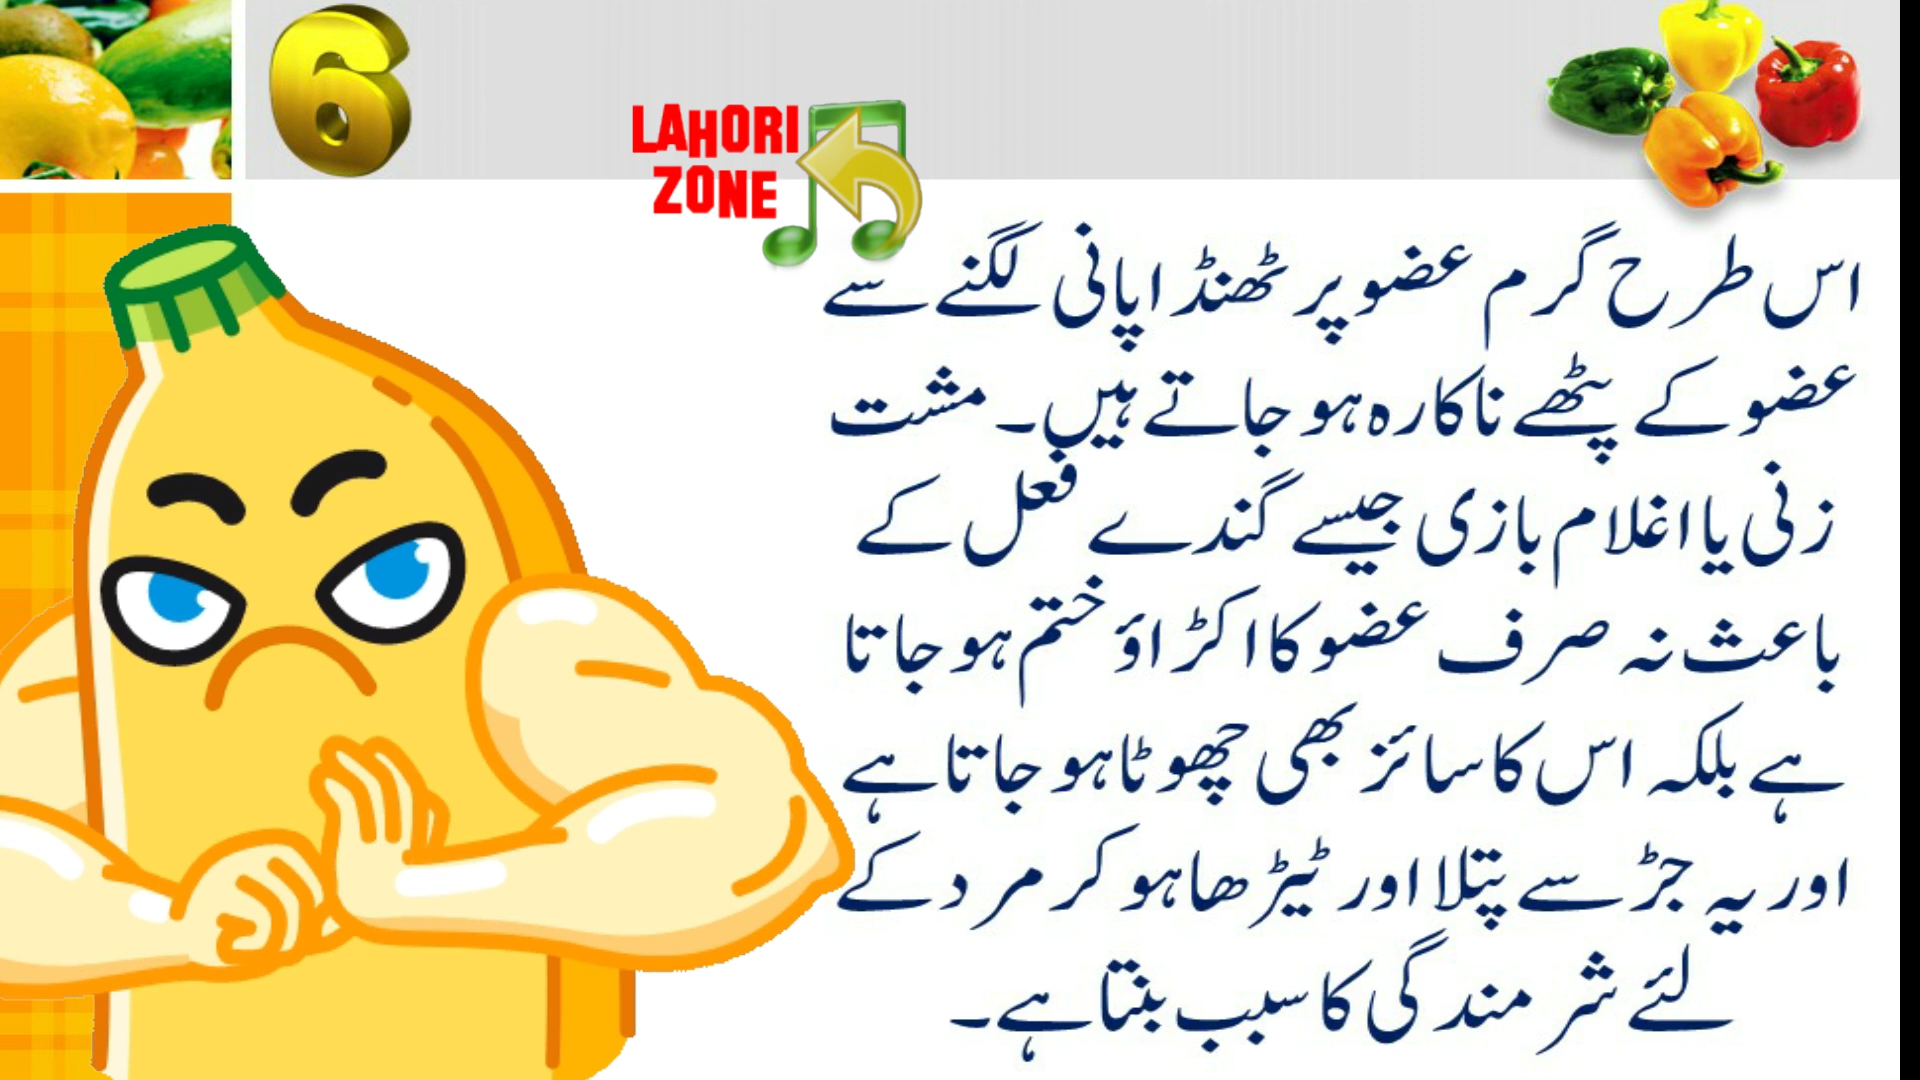 6
LAHORI
ZONE
اس طرح گرم عضو پر ٹھنڈا پانی لگنے سے
عضو کے پٹھے ناکارہ ہو جاتے ہیں۔ مشت
زنی یا اغلام بازی جیسے گندے فعل کے
باعث نہ صرف عضو کا اکڑاؤ ختم ہو جاتا
ہے بلکہ اس کا سائز بھی چھوٹا ہو جاتا ہے
اور یہ جڑ سے پتلا اور ٹیڑھا ہو کر مرد کے
لئے شرمندگی کا سبب بنتا ہے۔